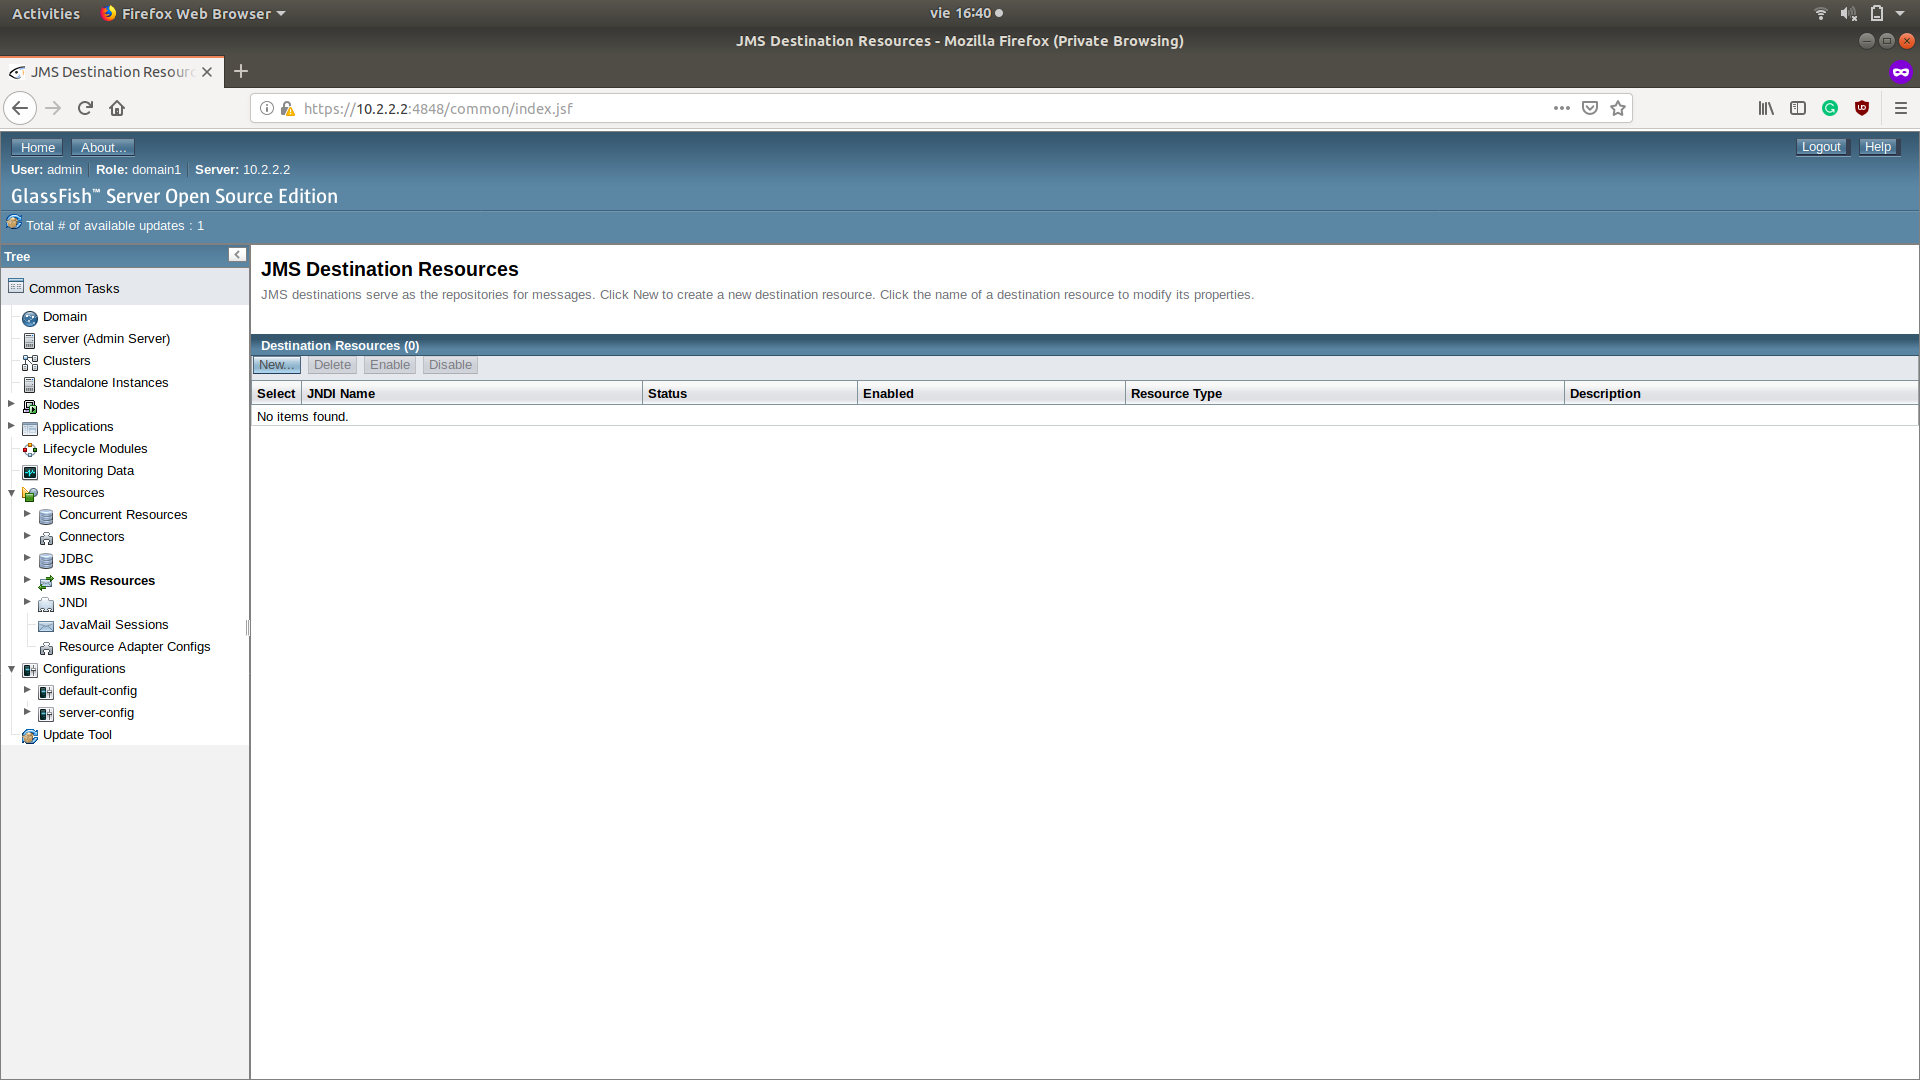 Activities Firefox Web Browser vie 16:40
JMS Destination Resources - Mozilla Firefox (Private Browsing)
JMS Destination Resour
https://10.2.2.2:4848/common/index.jsf
Home About... Logout Help
User: admin Role: domain1 Server: 10.2.2.2
GlassFish™ Server Open Source Edition
Total # of available updates : 1
Tree
Common Tasks
Domain
server (Admin Server)
Clusters
Standalone Instances
Nodes
Applications
Lifecycle Modules
Monitoring Data
Resources
Concurrent Resources
Connectors
JDBC
JMS Resources
JNDI
JavaMail Sessions
Resource Adapter Configs
Configurations
default-config
server-config
Update Tool
JMS Destination Resources
JMS destinations serve as the repositories for messages. Click New to create a new destination resource. Click the name of a destination resource to modify its properties.
Destination Resources (0)
New... Delete Enable Disable
Select JNDI Name Status Enabled Resource Type Description
No items found.